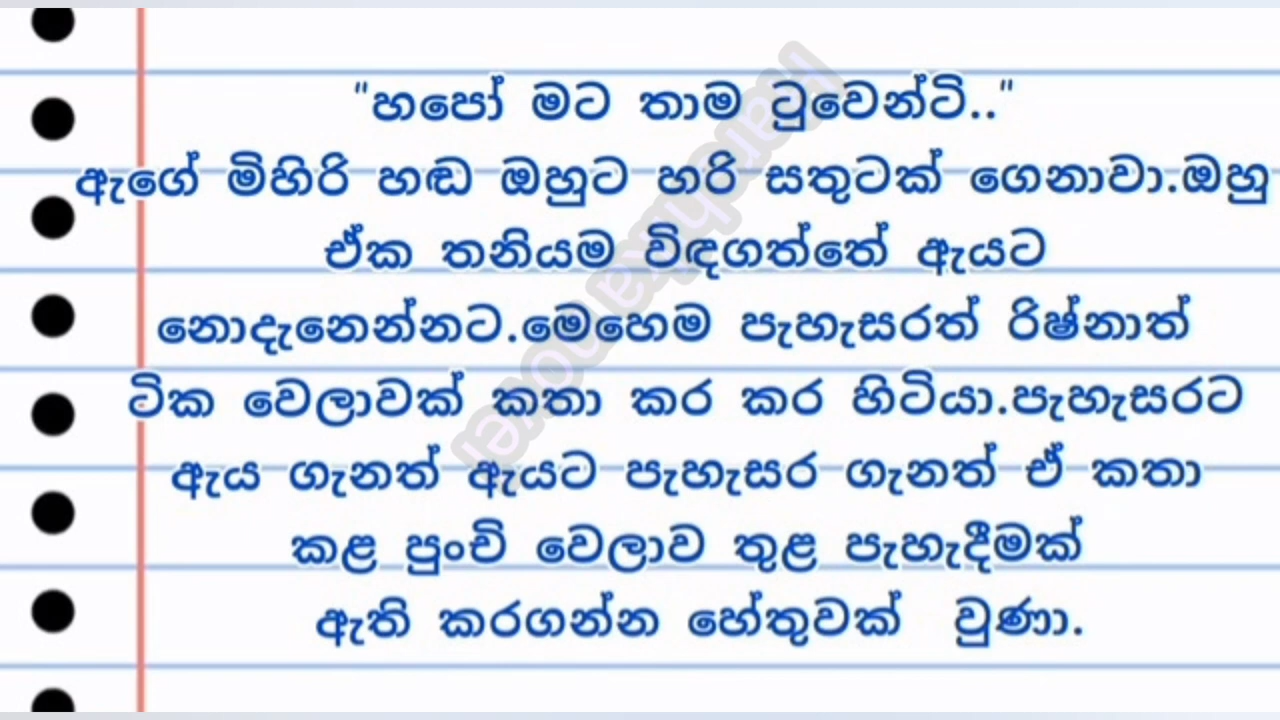 "හපෝ මට තාම ටුවෙන්ටි.."
ඇගේ මිහිරි හඬ ඔහුට හරි සතුටක් ගෙනාවා.ඔහු
ඒක තනියම විඳගත්තේ ඇයට
නොදැනෙන්නට.මෙහෙම පැහැසරත් රිෂ්නාත්
ටික වෙලාවක් කතා කර කර හිටියා.පැහැසරට
ඇය ගැනත් ඇයට පැහැසර ගැනත් ඒ කතා
කළ පුංචි වෙලාව තුළ පැහැදීමක්
ඇති කරගන්න හේතුවක්  වුණා.